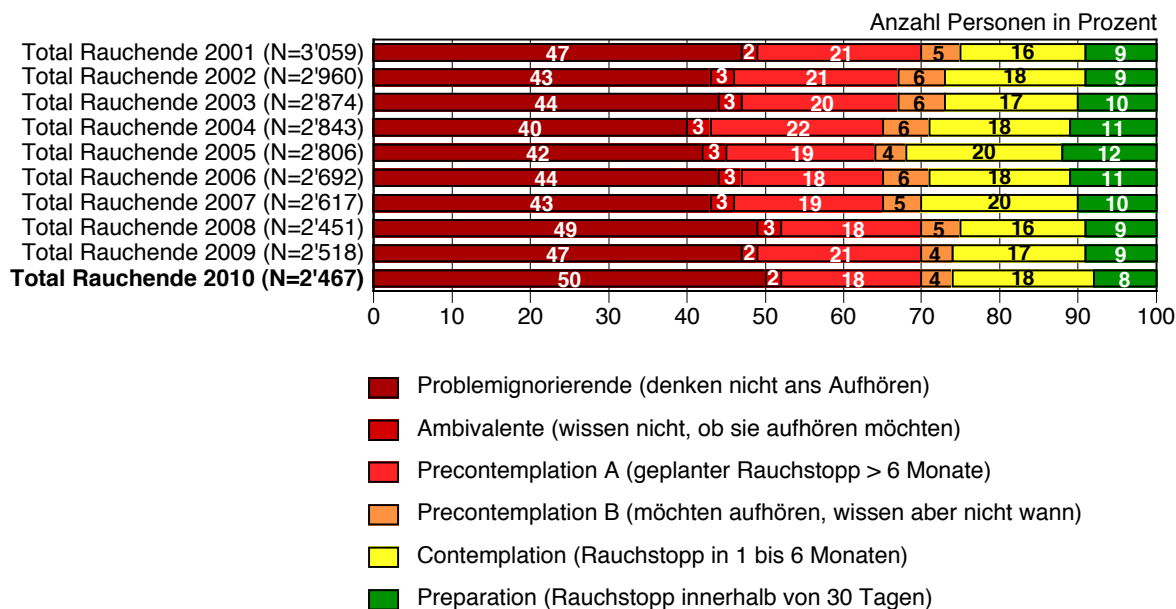 Anzahl Personen in Prozent
Total Rauchende 2001 (N=3'059) 47 2 21 5 16 9
Total Rauchende 2002 (N=2'960) 43 3 21 6 18 9
Total Rauchende 2003 (N=2'874) 44 3 20 6 17 10
Total Rauchende 2004 (N=2'843) 40 3 22 6 18 11
Total Rauchende 2005 (N=2'806) 42 3 19 4 20 12
Total Rauchende 2006 (N=2'692) 44 3 18 6 18 11
Total Rauchende 2007 (N=2'617) 43 3 19 5 20 10
Total Rauchende 2008 (N=2'451) 49 3 18 5 16 9
Total Rauchende 2009 (N=2'518) 47 2 21 4 17 9
Total Rauchende 2010 (N=2'467) 50 2 18 4 18 8
0 10 20 30 40 50 60 70 80 90 100
Problemignorierende (denken nicht ans Aufhören)
Ambivalente (wissen nicht, ob sie aufhören möchten)
Precontemplation A (geplanter Rauchstopp > 6 Monate)
Precontemplation B (möchten aufhören, wissen aber nicht wann)
Contemplation (Rauchstopp in 1 bis 6 Monaten)
Preparation (Rauchstopp innerhalb von 30 Tagen)